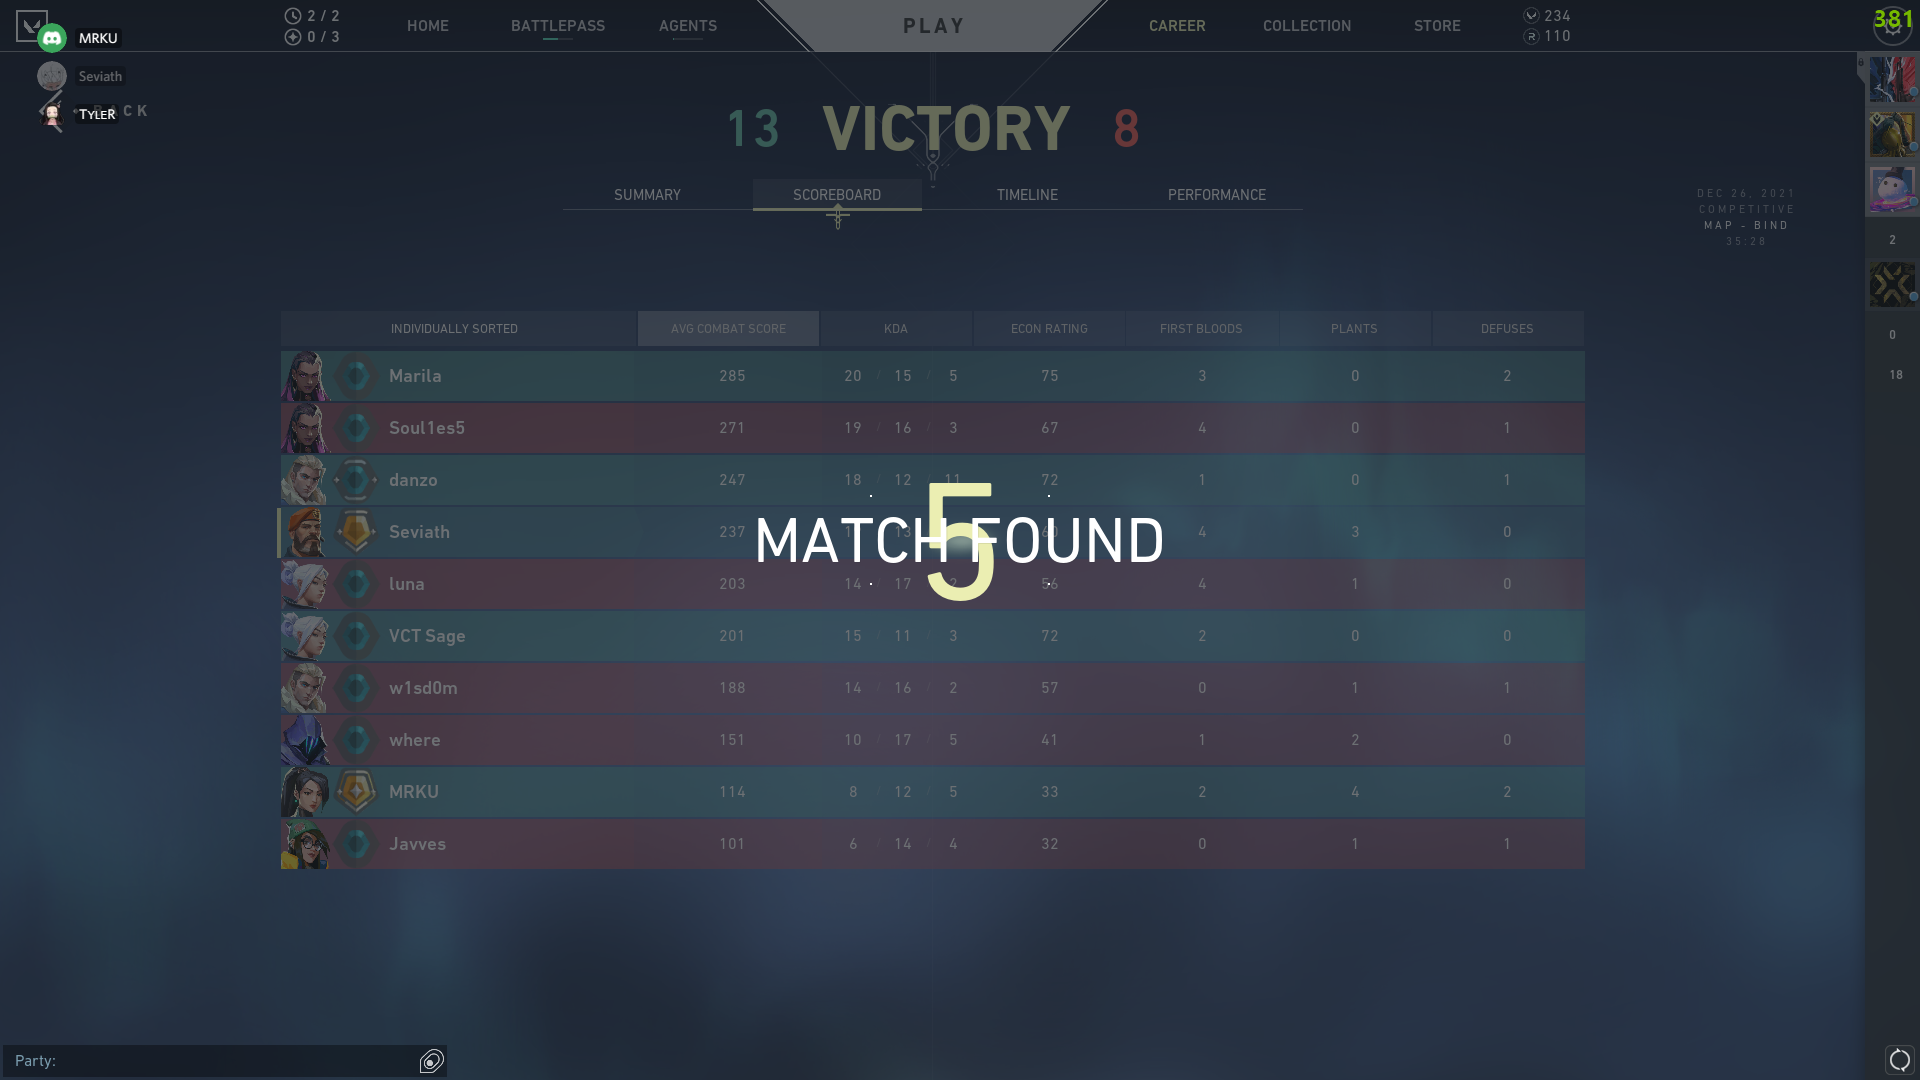 2 / 2
0 / 3
HOME
BATTLEPASS
AGENTS
PLAY
CAREER
COLLECTION
STORE
234
110
381
MRKU
Seviath
TYLER
13 VICTORY 8
SUMMARY
SCOREBOARD
TIMELINE
PERFORMANCE
DEC 26, 2021
COMPETITIVE
MAP - BIND
35:28
2
0
18
INDIVIDUALLY SORTED AVG COMBAT SCORE KDA ECON RATING FIRST BLOODS PLANTS DEFUSES
Marila 285 20 / 15 / 5 75 3 0 2
Soul1es5 271 19 / 16 / 3 67 4 0 1
danzo 247 18 / 12 / 11 72 1 0 1
Seviath 237 4 3 0
MATCH FOUND
5
luna 203 14 / 17 / 2 56 4 1 0
VCT Sage 201 15 / 11 / 3 72 2 0 0
w1sd0m 188 14 / 16 / 2 57 0 1 1
where 151 10 / 17 / 5 41 1 2 0
MRKU 114 8 / 12 / 5 33 2 4 2
Javves 101 6 / 14 / 4 32 0 1 1
Party: